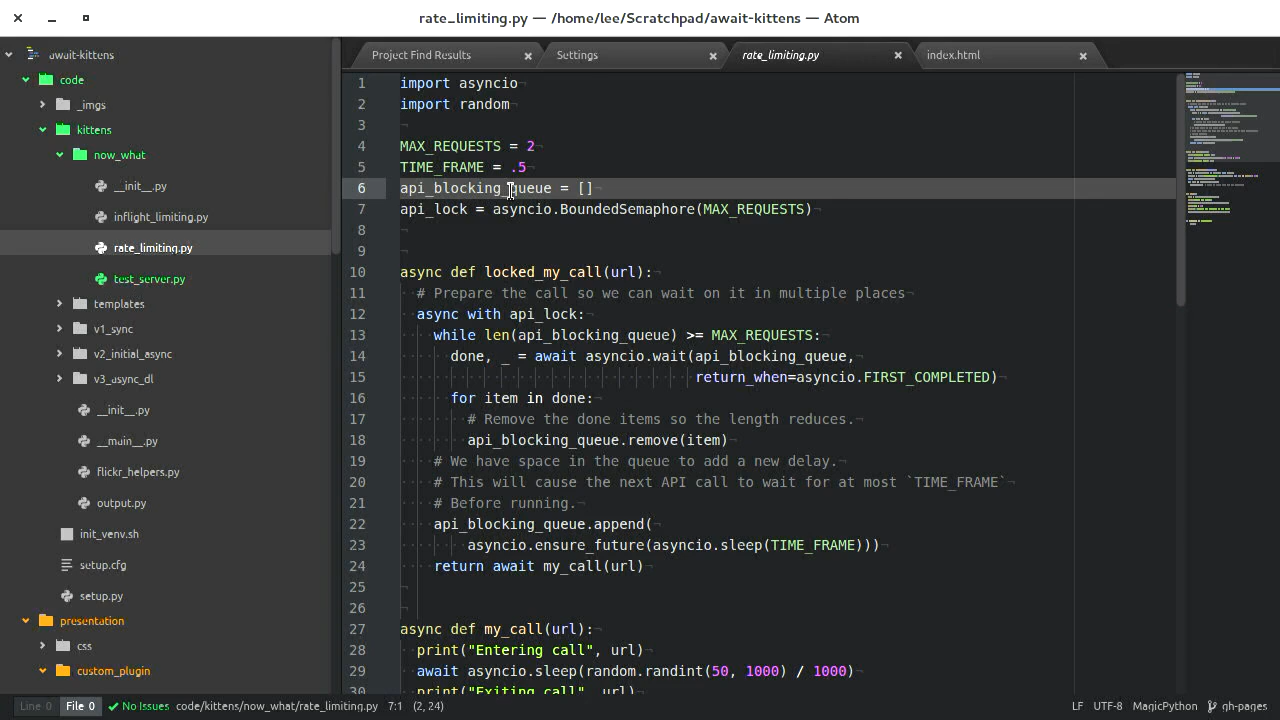 rate_limiting.py — /home/lee/Scratchpad/await-kittens — Atom
await-kittens
code
_imgs
kittens
now_what
__init__.py
inflight_limiting.py
rate_limiting.py
test_server.py
templates
v1_sync
v2_initial_async
v3_async_dl
__init__.py
__main__.py
flickr_helpers.py
output.py
init_venv.sh
setup.cfg
setup.py
presentation
css
custom_plugin
Project Find Results
Settings
rate_limiting.py
index.html
1 import asyncio
2 import random
3
4 MAX_REQUESTS = 2
5 TIME_FRAME = .5
6 api_blocking_queue = []
7 api_lock = asyncio.BoundedSemaphore(MAX_REQUESTS)
8
9
10 async def locked_my_call(url):
11 # Prepare the call so we can wait on it in multiple places
12 async with api_lock:
13 while len(api_blocking_queue) >= MAX_REQUESTS:
14 done, _ = await asyncio.wait(api_blocking_queue,
15 return_when=asyncio.FIRST_COMPLETED)
16 for item in done:
17 # Remove the done items so the length reduces.
18 api_blocking_queue.remove(item)
19 # We have space in the queue to add a new delay.
20 # This will cause the next API call to wait for at most `TIME_FRAME`
21 # Before running.
22 api_blocking_queue.append(
23 asyncio.ensure_future(asyncio.sleep(TIME_FRAME)))
24 return await my_call(url)
25
26
27 async def my_call(url):
28 print("Entering call", url)
29 await asyncio.sleep(random.randint(50, 1000) / 1000)
30 print("Exiting call", url)
Line 0 File 0 No Issues code/kittens/now_what/rate_limiting.py 7:1 (2, 24) LF UTF-8 MagicPython gh-pages